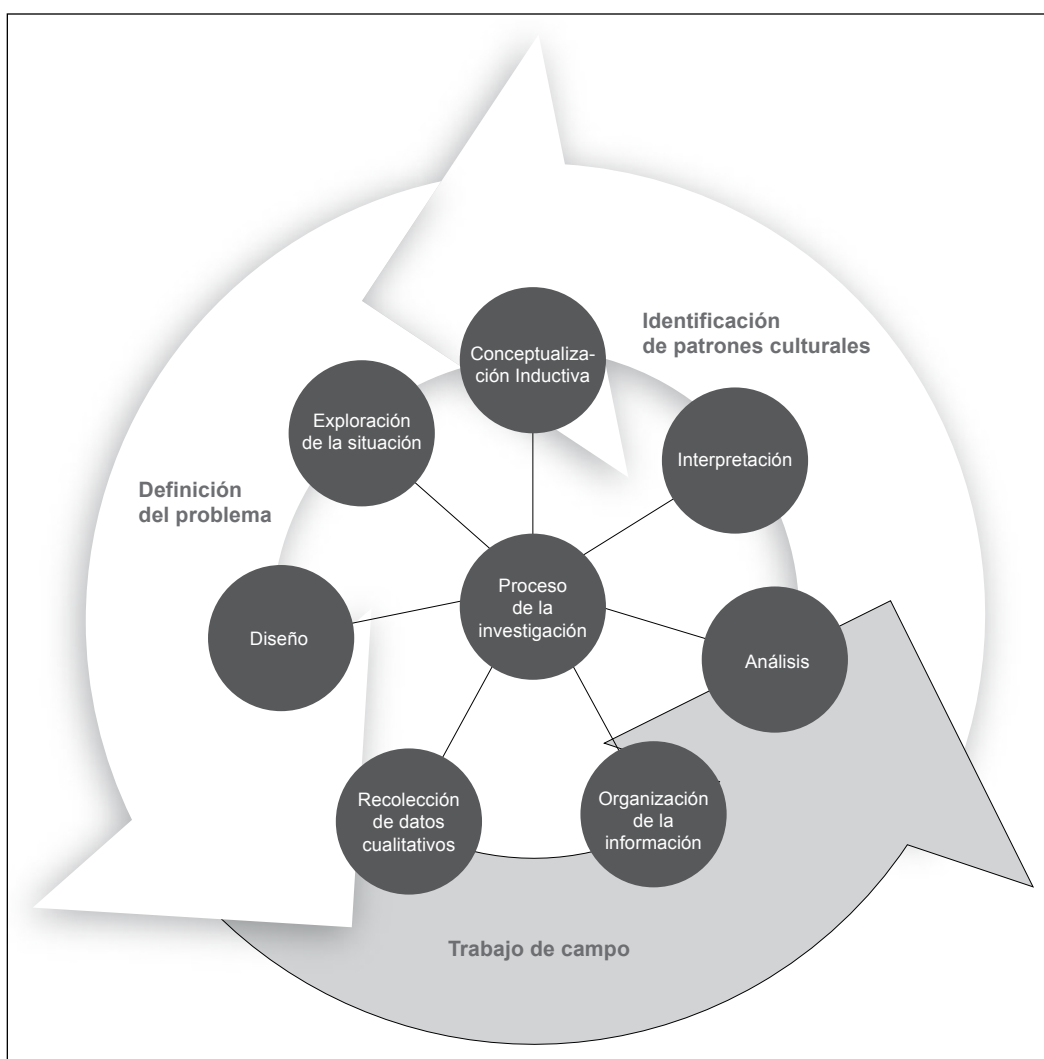 Identificación
de patrones culturales
Conceptualiza-
ción Inductiva
Exploración
de la situación
Interpretación
Definición
del problema
Proceso
de la
investigación
Diseño
Análisis
Recolección
de datos
cualitativos
Organización
de la
información
Trabajo de campo